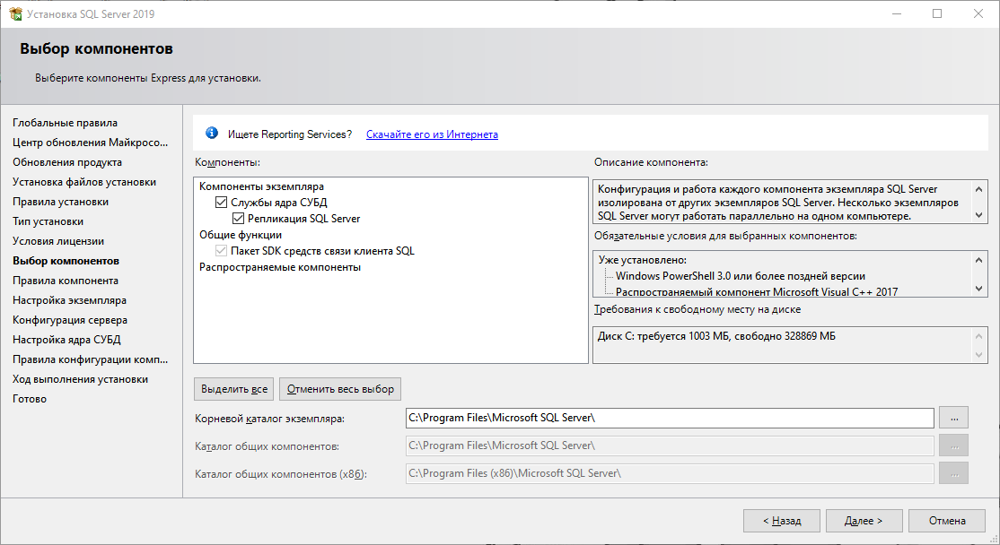 Установка SQL Server 2019
Выбор компонентов
Выберите компоненты Express для установки.
Глобальные правила
Центр обновления Майкросо...
Обновления продукта
Установка файлов установки
Правила установки
Тип установки
Условия лицензии
Выбор компонентов
Правила компонента
Настройка экземпляра
Конфигурация сервера
Настройка ядра СУБД
Правила конфигурации комп...
Ход выполнения установки
Готово
Ищете Reporting Services? Скачайте его из Интернета
Компоненты:
Компоненты экземпляра
Службы ядра СУБД
Репликация SQL Server
Общие функции
Пакет SDK средств связи клиента SQL
Распространяемые компоненты
Описание компонента:
Конфигурация и работа каждого компонента экземпляра SQL Server
изолирована от других экземпляров SQL Server. Несколько экземпляров
SQL Server могут работать параллельно на одном компьютере.
Обязательные условия для выбранных компонентов:
Уже установлено:
Windows PowerShell 3.0 или более поздней версии
Распространяемый компонент Microsoft Visual C++ 2017
Требования к свободному месту на диске
Диск C: требуется 1003 МБ, свободно 328869 МБ
Выделить все Отменить весь выбор
Корневой каталог экземпляра: C:\Program Files\Microsoft SQL Server\ ...
Каталог общих компонентов: C:\Program Files\Microsoft SQL Server\ ...
Каталог общих компонентов (x86): C:\Program Files (x86)\Microsoft SQL Server\ ...
< Назад Далее > Отмена